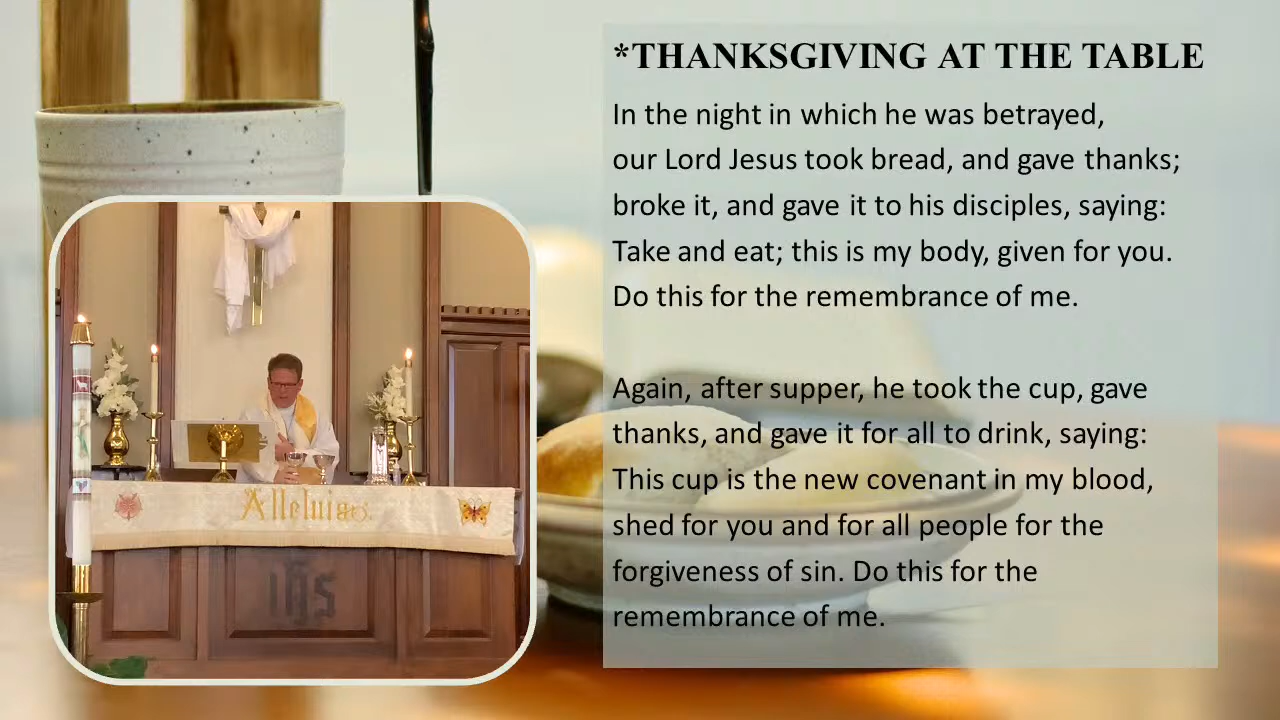 *THANKSGIVING AT THE TABLE
In the night in which he was betrayed,
our Lord Jesus took bread, and gave thanks;
broke it, and gave it to his disciples, saying:
Take and eat; this is my body, given for you.
Do this for the remembrance of me.
Again, after supper, he took the cup, gave
thanks, and gave it for all to drink, saying:
This cup is the new covenant in my blood,
shed for you and for all people for the
forgiveness of sin. Do this for the
remembrance of me.
Alleluia
IHS